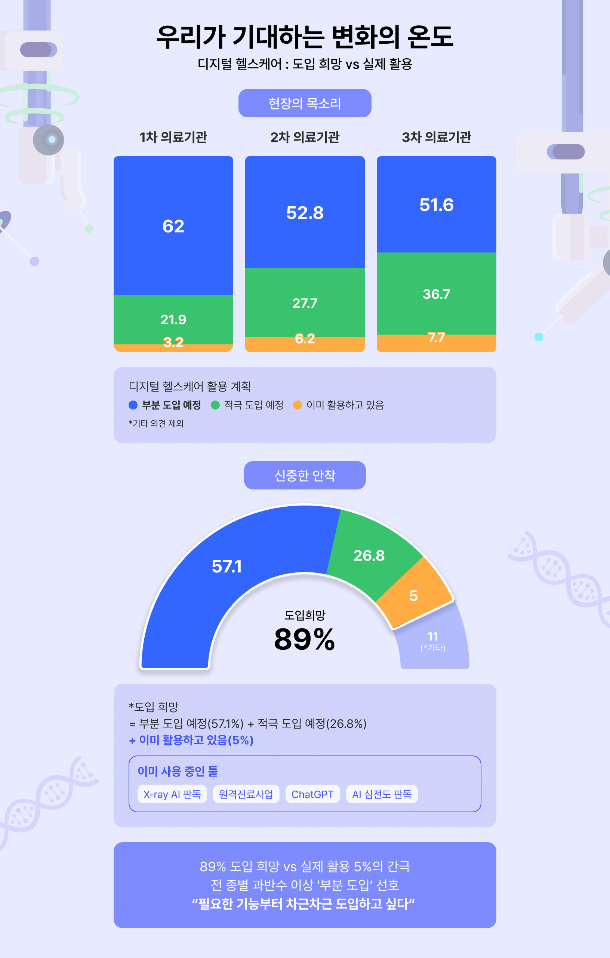 우리가 기대하는 변화의 온도
디지털 헬스케어 : 도입 희망 vs 실제 활용
현장의 목소리
1차 의료기관 2차 의료기관 3차 의료기관
62 52.8 51.6
21.9 27.7 36.7
3.2 6.2 7.7
디지털 헬스케어 활용 계획
부분 도입 예정 적극 도입 예정 이미 활용하고 있음
*기타 의견 제외
신중한 안착
57.1 26.8 5
도입희망
89%
11
(*기타)
*도입 희망
= 부분 도입 예정(57.1%) + 적극 도입 예정(26.8%)
+ 이미 활용하고 있음(5%)
이미 사용 중인 툴
X-ray AI 판독 원격진료사업 ChatGPT AI 심전도 판독
89% 도입 희망 vs 실제 활용 5%의 간극
전 종별 과반수 이상 ‘부분 도입’ 선호
“필요한 기능부터 차근차근 도입하고 싶다”